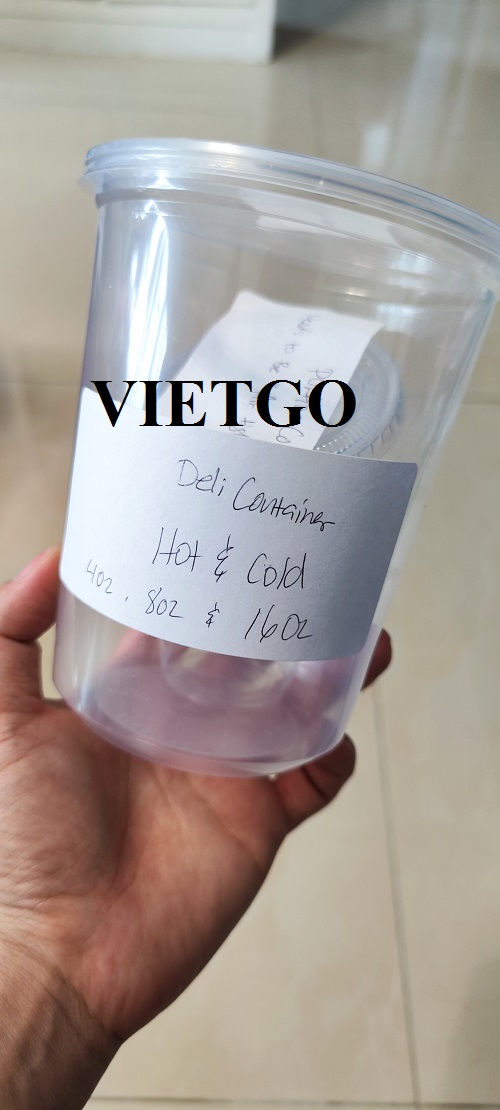 VIETGO
Deli Container
Hot & Cold
4oz, 8oz & 16oz